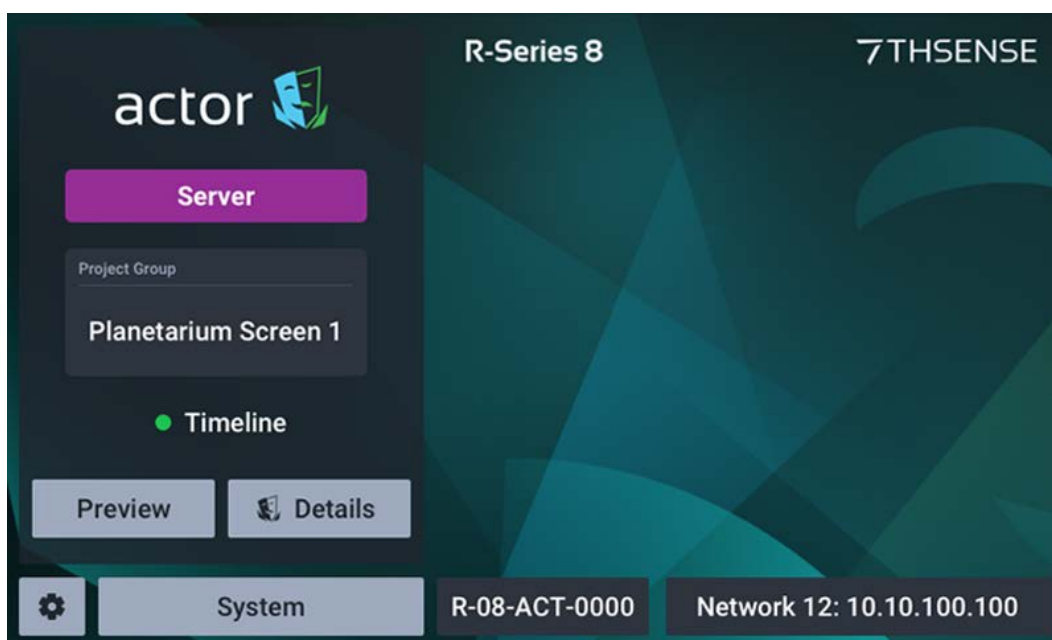 R-Series 8
7THSENSE
actor
Server
Project Group
Planetarium Screen 1
Timeline
Preview
Details
System
R-08-ACT-0000
Network 12: 10.10.100.100